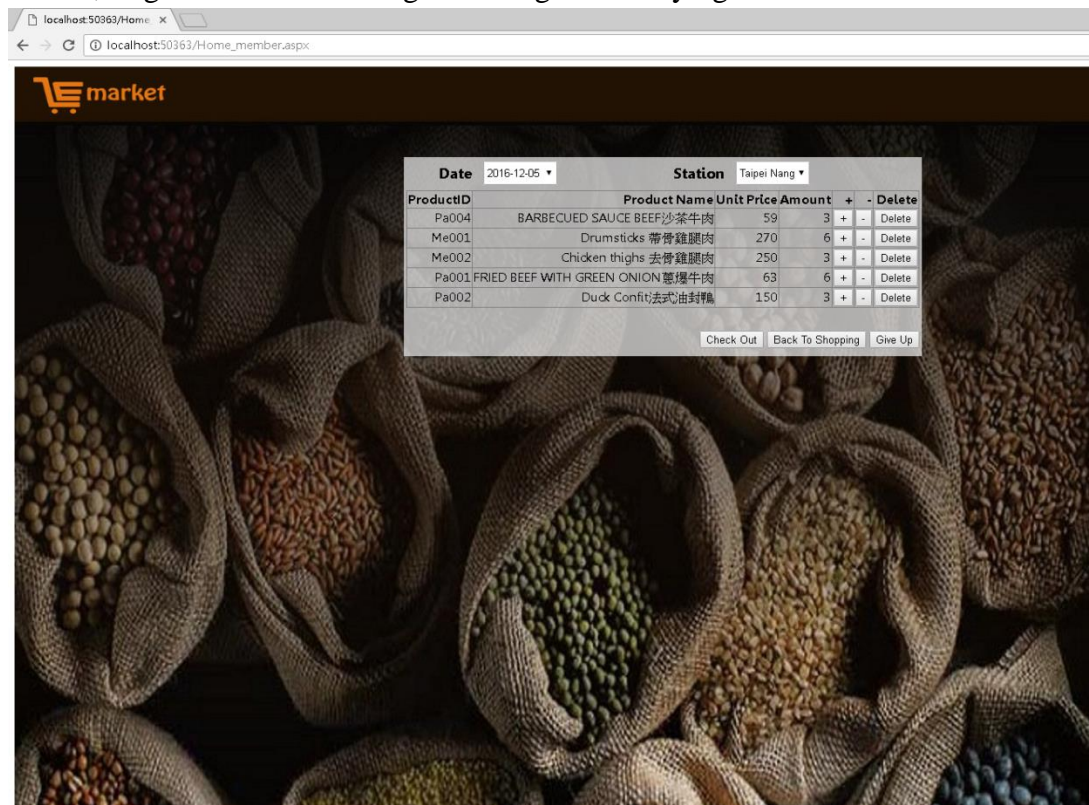 localhost:50363/Home ×
localhost:50363/Home_member.aspx
market
Date 2016-12-05 Station Taipei Nang
ProductID Product Name Unit Price Amount + - Delete
Pa004 BARBECUED SAUCE BEEF沙茶牛肉 59 3 + - Delete
Me001 Drumsticks 帶骨雞腿肉 270 6 + - Delete
Me002 Chicken thighs 去骨雞腿肉 250 3 + - Delete
Pa001 FRIED BEEF WITH GREEN ONION蔥爆牛肉 63 6 + - Delete
Pa002 Duck Confit法式油封鴨 150 3 + - Delete
Check Out Back To Shopping Give Up